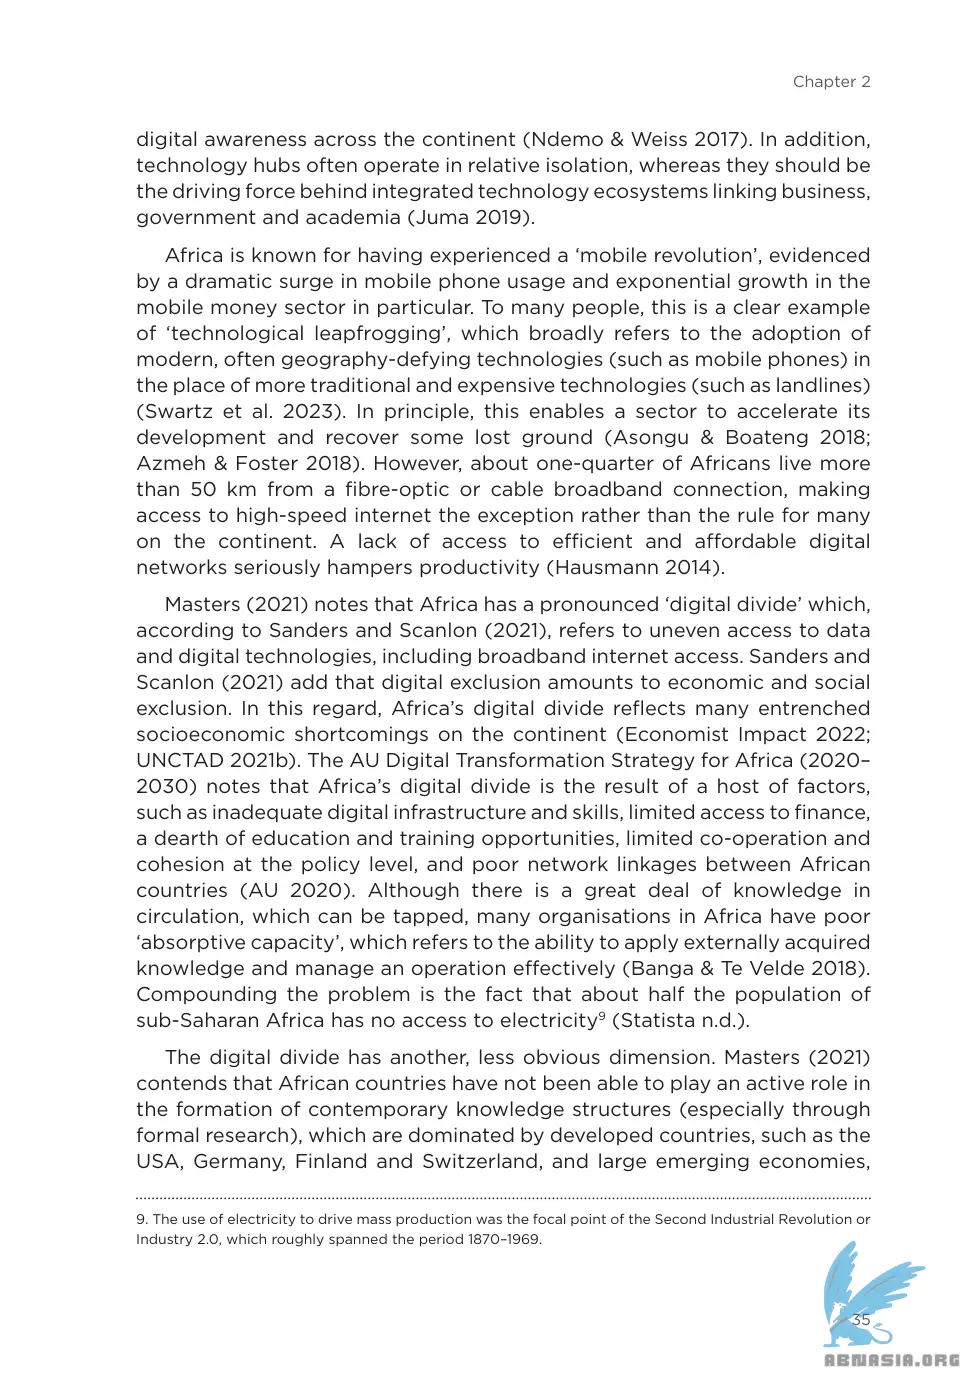 Chapter 2
digital awareness across the continent (Ndemo & Weiss 2017). In addition,
technology hubs often operate in relative isolation, whereas they should be
the driving force behind integrated technology ecosystems linking business,
government and academia (Juma 2019).
Africa is known for having experienced a ‘mobile revolution’, evidenced
by a dramatic surge in mobile phone usage and exponential growth in the
mobile money sector in particular. To many people, this is a clear example
of ‘technological leapfrogging’, which broadly refers to the adoption of
modern, often geography-defying technologies (such as mobile phones) in
the place of more traditional and expensive technologies (such as landlines)
(Swartz et al. 2023). In principle, this enables a sector to accelerate its
development and recover some lost ground (Asongu & Boateng 2018;
Azmeh & Foster 2018). However, about one-quarter of Africans live more
than 50 km from a fibre-optic or cable broadband connection, making
access to high-speed internet the exception rather than the rule for many
on the continent. A lack of access to efficient and affordable digital
networks seriously hampers productivity (Hausmann 2014).
Masters (2021) notes that Africa has a pronounced ‘digital divide’ which,
according to Sanders and Scanlon (2021), refers to uneven access to data
and digital technologies, including broadband internet access. Sanders and
Scanlon (2021) add that digital exclusion amounts to economic and social
exclusion. In this regard, Africa’s digital divide reflects many entrenched
socioeconomic shortcomings on the continent (Economist Impact 2022;
UNCTAD 2021b). The AU Digital Transformation Strategy for Africa (2020–
2030) notes that Africa’s digital divide is the result of a host of factors,
such as inadequate digital infrastructure and skills, limited access to finance,
a dearth of education and training opportunities, limited co-operation and
cohesion at the policy level, and poor network linkages between African
countries (AU 2020). Although there is a great deal of knowledge in
circulation, which can be tapped, many organisations in Africa have poor
‘absorptive capacity’, which refers to the ability to apply externally acquired
knowledge and manage an operation effectively (Banga & Te Velde 2018).
Compounding the problem is the fact that about half the population of
sub-Saharan Africa has no access to electricity⁹ (Statista n.d.).
The digital divide has another, less obvious dimension. Masters (2021)
contends that African countries have not been able to play an active role in
the formation of contemporary knowledge structures (especially through
formal research), which are dominated by developed countries, such as the
USA, Germany, Finland and Switzerland, and large emerging economies,
9. The use of electricity to drive mass production was the focal point of the Second Industrial Revolution or
Industry 2.0, which roughly spanned the period 1870–1969.
35
ABNASIA.ORG